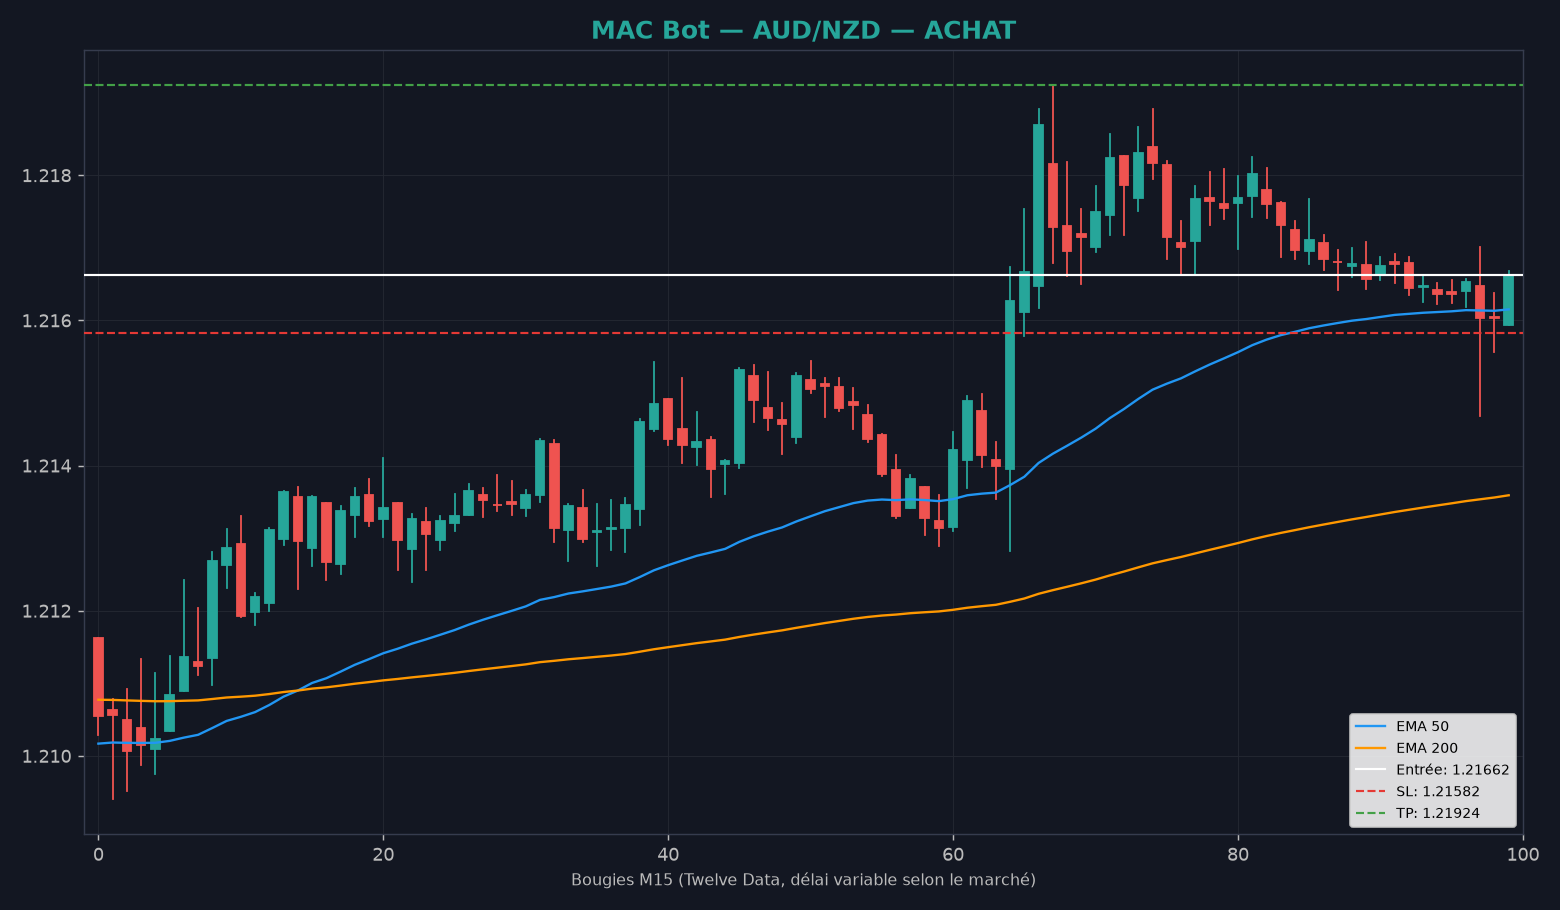 MAC Bot — AUD/NZD — ACHAT
1.218
1.216
1.214
1.212
1.210
EMA 50
EMA 200
Entrée: 1.21662
SL: 1.21582
TP: 1.21924
0
20
40
60
80
100
Bougies M15 (Twelve Data, délai variable selon le marché)